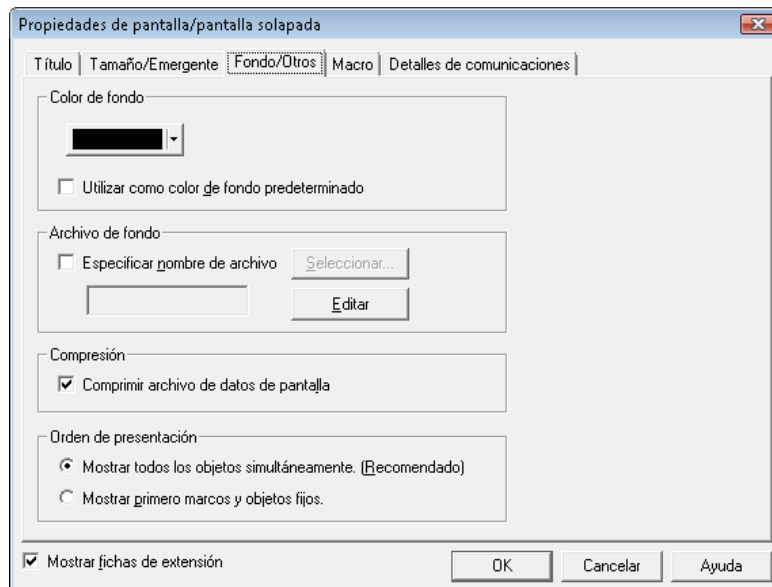 Propiedades de pantalla/pantalla solapada
Título Tamaño/Emergente Fondo/Otros Macro Detalles de comunicaciones
Color de fondo
Utilizar como color de fondo predeterminado
Archivo de fondo
Especificar nombre de archivo Seleccionar...
Editar
Compresión
Comprimir archivo de datos de pantalla
Orden de presentación
Mostrar todos los objetos simultáneamente. (Recomendado)
Mostrar primero marcos y objetos fijos.
Mostrar fichas de extensión OK Cancelar Ayuda